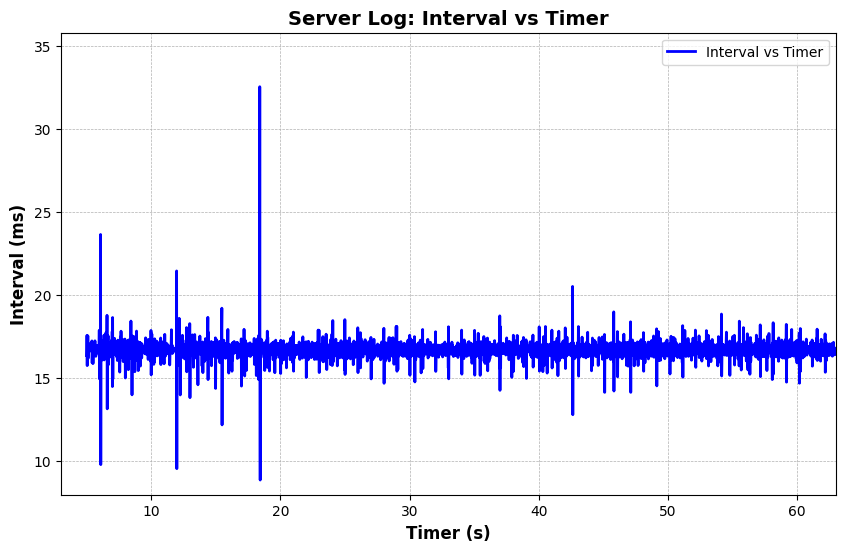 Server Log: Interval vs Timer
Interval vs Timer
35
30
25
20
15
10
Interval (ms)
10 20 30 40 50 60
Timer (s)